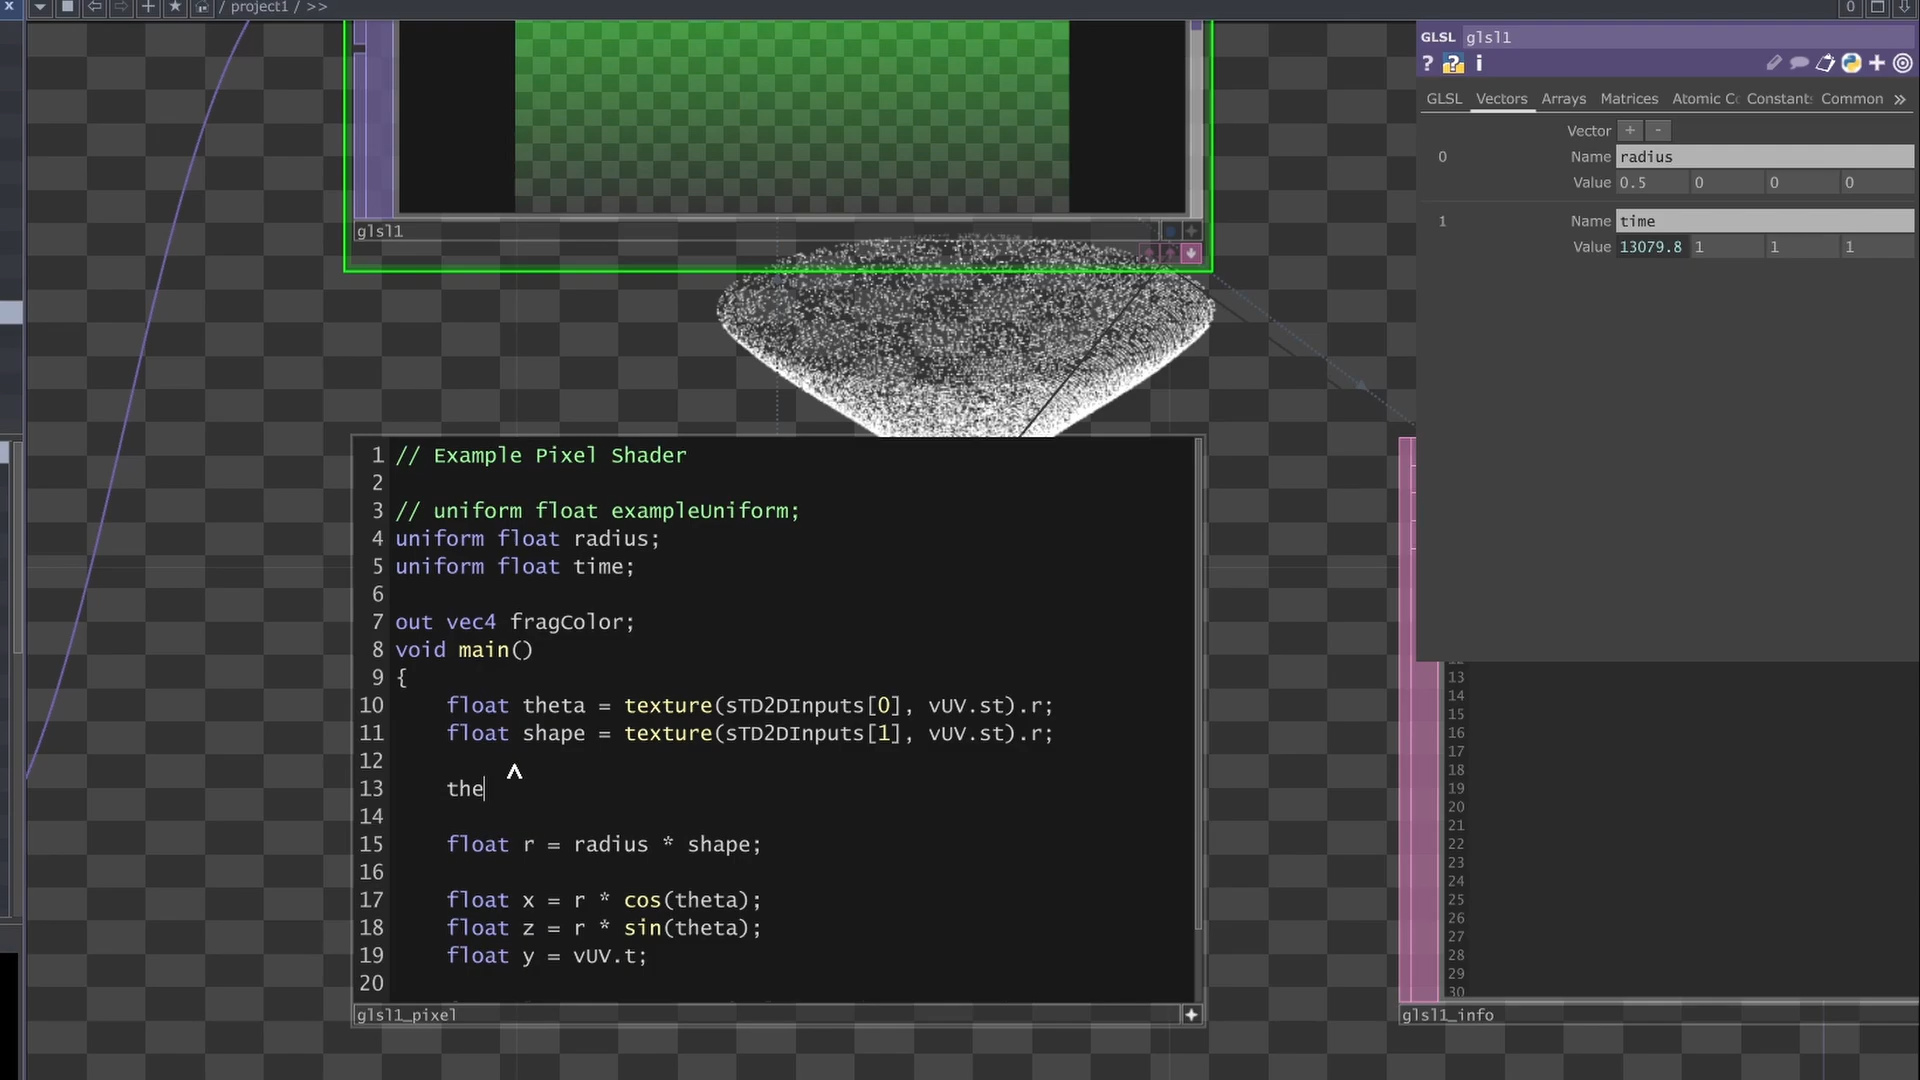 x / project1 / >> 0
GLSL glsl1
? ? i
GLSL Vectors Arrays Matrices Atomic C Constant Common »
Vector + -
0 Name radius
Value 0.5 0 0 0
1 Name time
Value 13079.8 1 1 1
glsl1
1 // Example Pixel Shader
2
3 // uniform float exampleUniform;
4 uniform float radius;
5 uniform float time;
6
7 out vec4 fragColor;
8 void main()
9 {
10 float theta = texture(sTD2DInputs[0], vUV.st).r;
11 float shape = texture(sTD2DInputs[1], vUV.st).r;
12
13 the
14
15 float r = radius * shape;
16
17 float x = r * cos(theta);
18 float z = r * sin(theta);
19 float y = vUV.t;
20
glsl1_pixel
13
14
15
16
17
18
19
20
21
22
23
24
25
26
27
28
29
30
glsl1_info